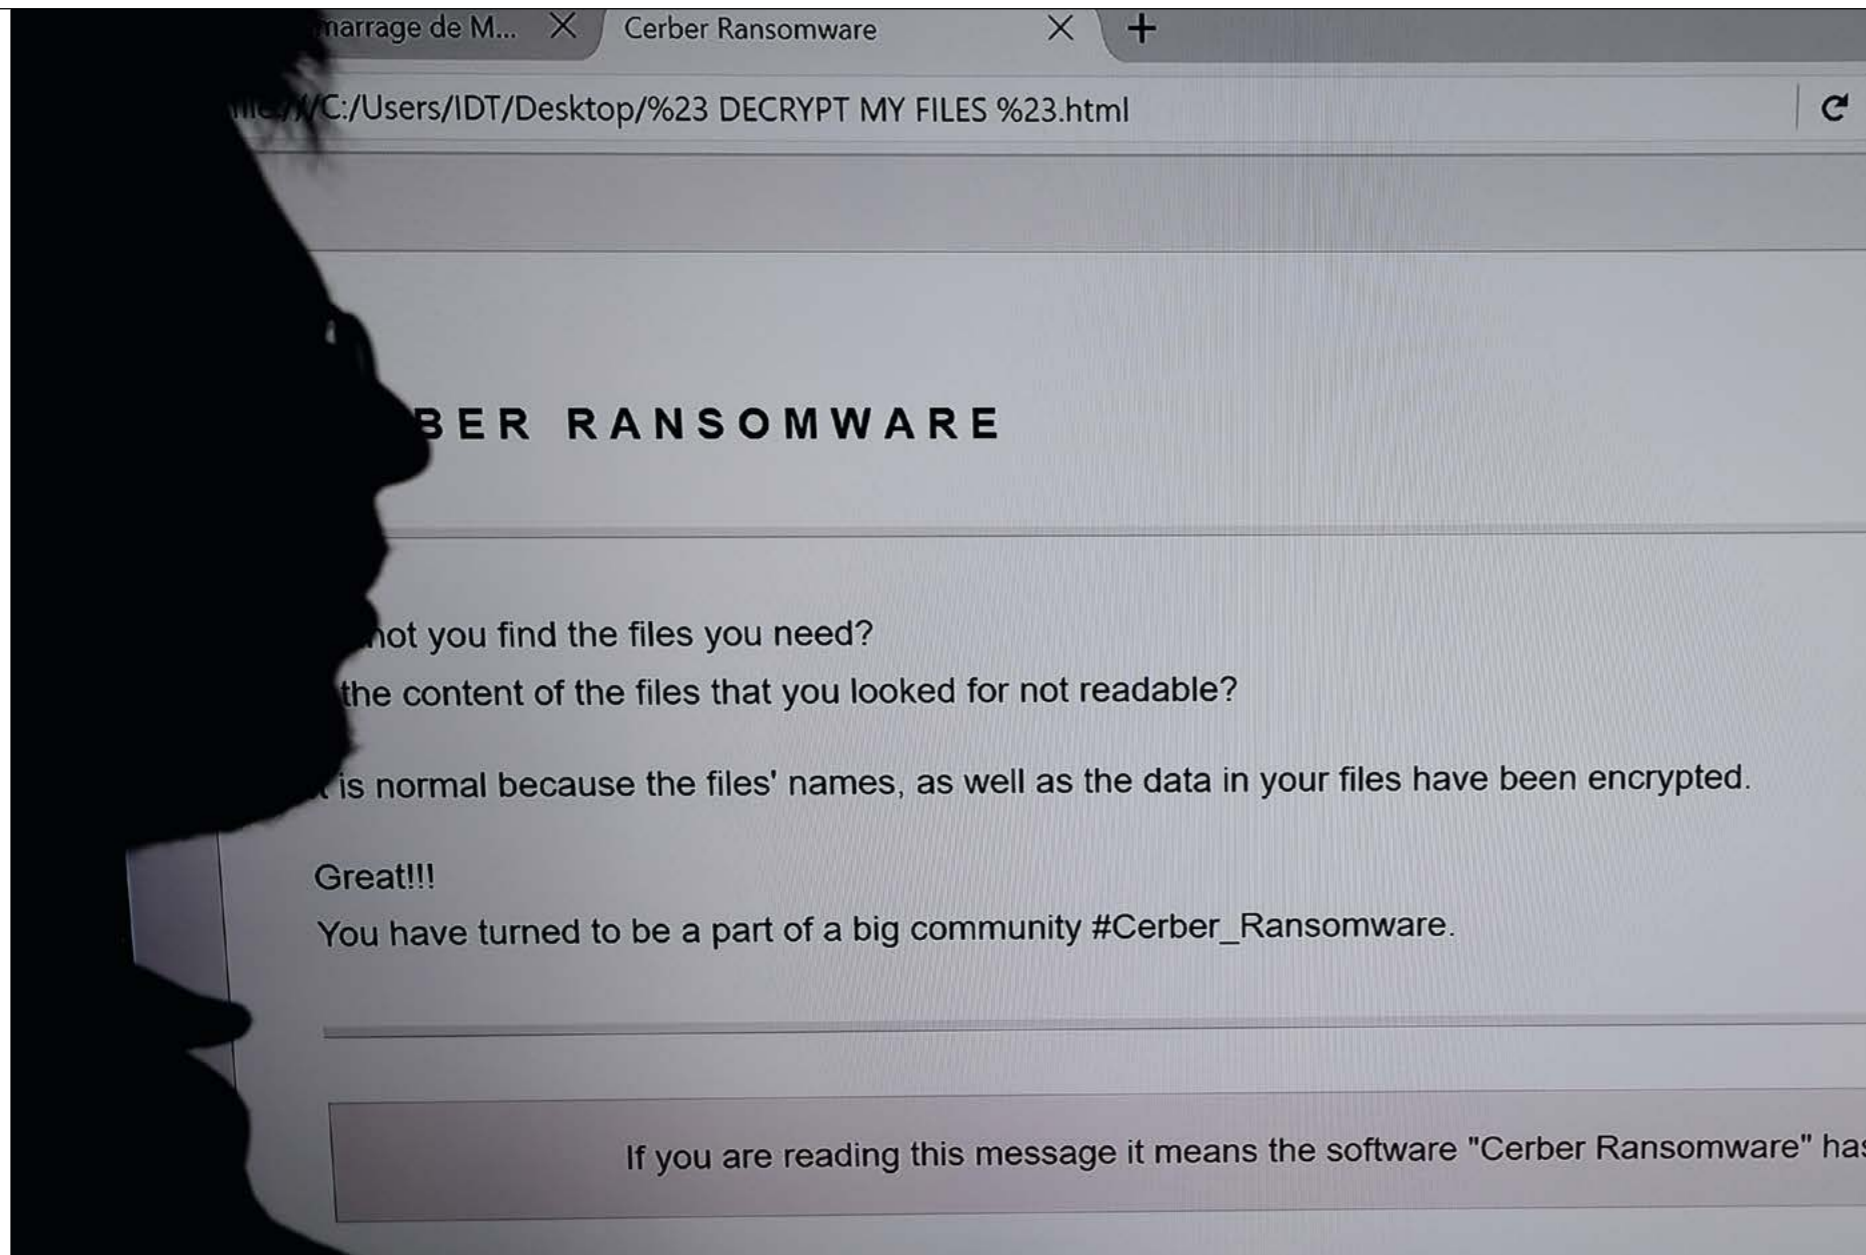 marrage de M... Cerber Ransomware
/C:/Users/IDT/Desktop/%23 DECRYPT MY FILES %23.html
BER RANSOMWARE
not you find the files you need?
the content of the files that you looked for not readable?
is normal because the files' names, as well as the data in your files have been encrypted.
Great!!!
You have turned to be a part of a big community #Cerber_Ransomware.
If you are reading this message it means the software "Cerber Ransomware" has